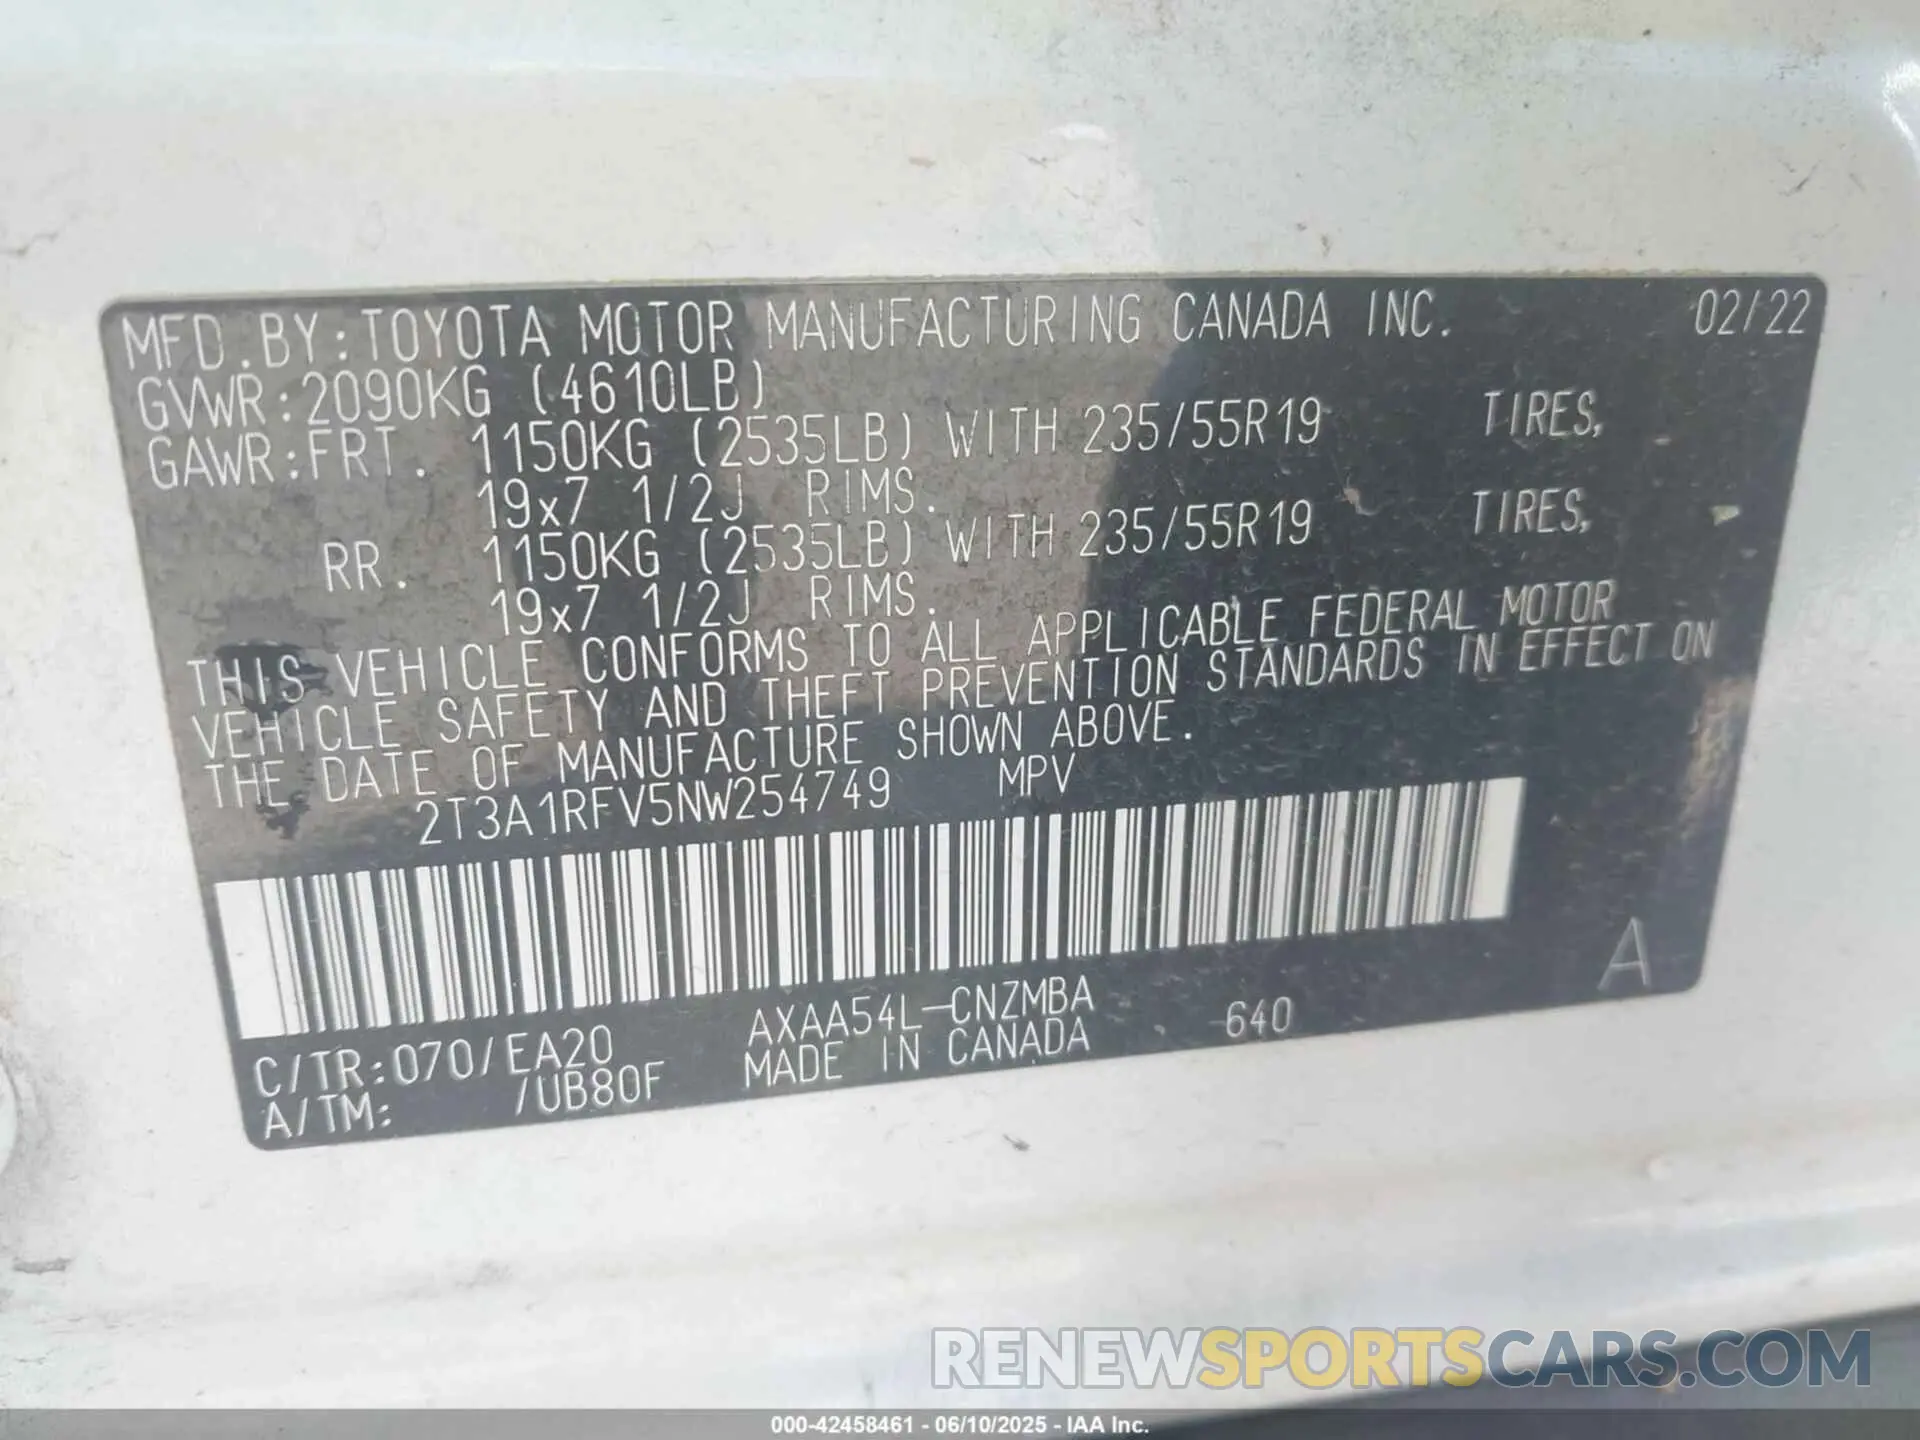 MFD.BY:TOYOTA MOTOR MANUFACTURING CANADA INC. 02/22
GVWR:2090KG (4610LB)
GAWR:FRT. 1150KG (2535LB) WITH 235/55R19 TIRES,
19x7 1/2J RIMS.
RR. 1150KG (2535LB) WITH 235/55R19 TIRES,
19x7 1/2J RIMS.
THIS VEHICLE CONFORMS TO ALL APPLICABLE FEDERAL MOTOR
VEHICLE SAFETY AND THEFT PREVENTION STANDARDS IN EFFECT ON
THE DATE OF MANUFACTURE SHOWN ABOVE.
2T3A1RFV5NW254749 MPV
A
C/TR:070/EA20 AXAA54L-CNZMBA 640
A/TM: /UB80F MADE IN CANADA
RENEWSPORTSCARS.COM
000-42458461 - 06/10/2025 - IAA Inc.